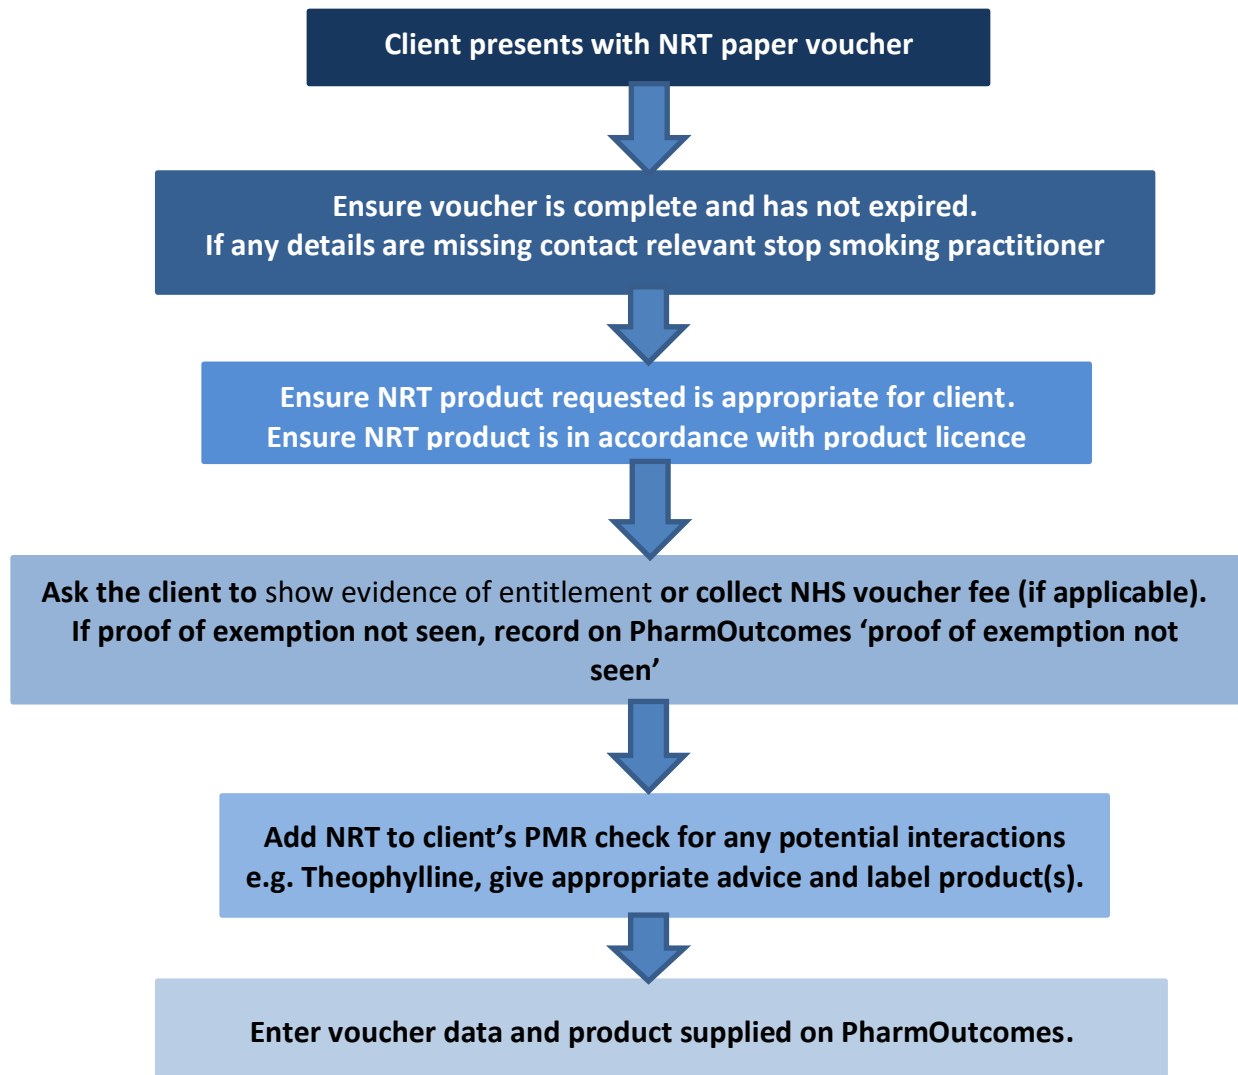 Client presents with NRT paper voucher
Ensure voucher is complete and has not expired.
If any details are missing contact relevant stop smoking practitioner
Ensure NRT product requested is appropriate for client.
Ensure NRT product is in accordance with product licence
Ask the client to show evidence of entitlement or collect NHS voucher fee (if applicable).
If proof of exemption not seen, record on PharmOutcomes ‘proof of exemption not
seen’
Add NRT to client’s PMR check for any potential interactions
e.g. Theophylline, give appropriate advice and label product(s).
Enter voucher data and product supplied on PharmOutcomes.